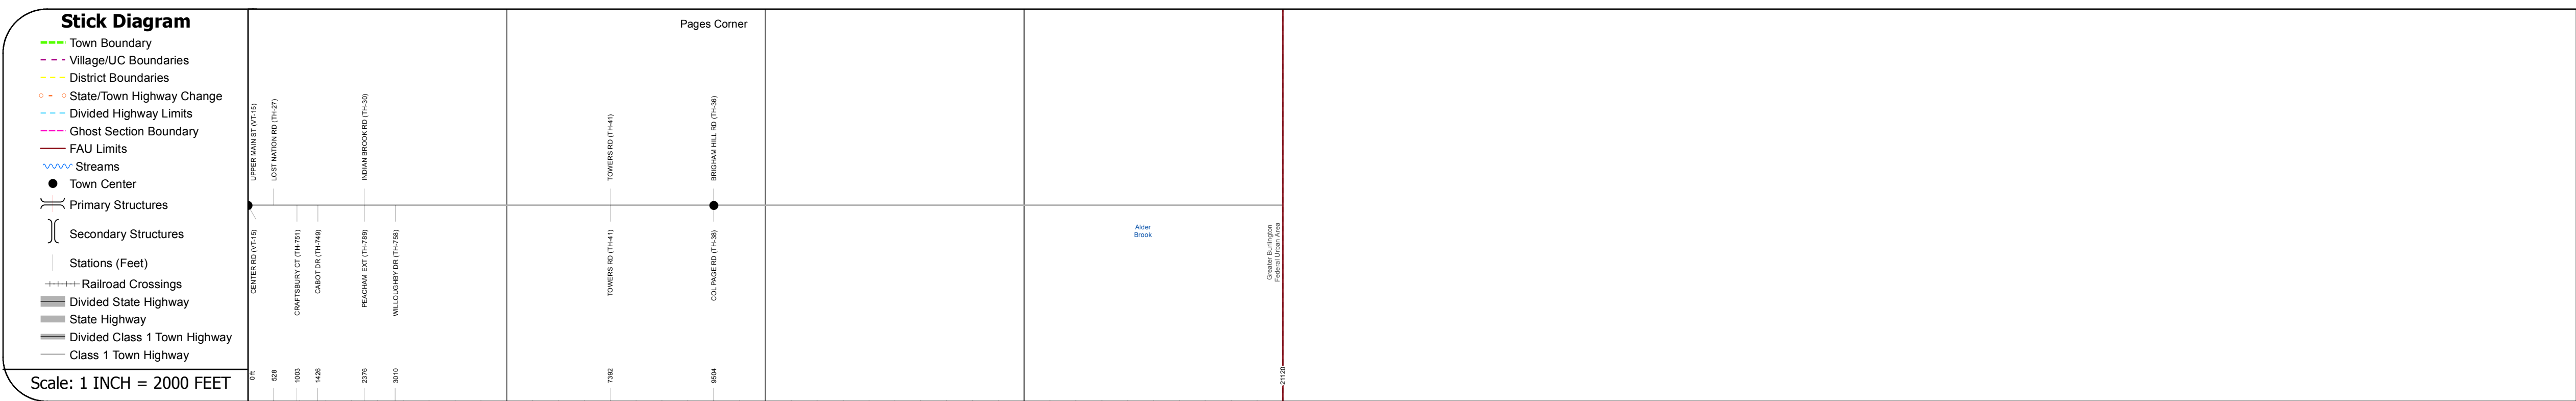 Stick Diagram
Town Boundary
Village/UC Boundaries
District Boundaries
State/Town Highway Change
Divided Highway Limits
Ghost Section Boundary
FAU Limits
Streams
Town Center
Primary Structures
Secondary Structures
Stations (Feet)
Railroad Crossings
Divided State Highway
State Highway
Divided Class 1 Town Highway
Class 1 Town Highway
Scale: 1 INCH = 2000 FEET
Pages Corner
UPPER MAIN ST (VT-15)
LOST NATION RD (TH-27)
INDIAN BROOK RD (TH-30)
TOWERS RD (TH-41)
BRIGHAM HILL RD (TH-36)
CENTER RD (VT-15)
CRAFTSBURY CT (TH-751)
CABOT DR (TH-749)
PEACHAM EXT (TH-789)
WILLOUGHBY DR (TH-758)
TOWERS RD (TH-41)
COL PAGE RD (TH-38)
Alder
Brook
Greater Burlington
Federal Urban Area
0 ft
528
1003
1426
2376
3010
7392
9504
21120